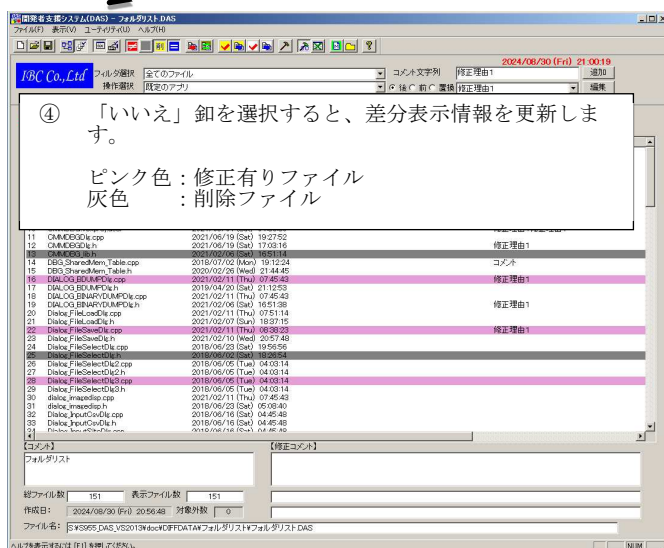 開発者支援システム(DAS) - フォルダリスト.DAS
ファイル(F) 表示(V) ユーティリティ(U) ヘルプ(H)
2024/08/30 (Fri) 21:00:19
IBC Co.,Ltd フィルタ選択 全てのファイル コメント文字列 修正理由1 追加
操作選択 既定のアプリ 後 前 置換 修正理由1 編集
④ 「いいえ」釦を選択すると、差分表示情報を更新しま
す。
ピンク色：修正有りファイル
灰色　　：削除ファイル
11 CMMDBGDlg.cpp 2021/06/19 (Sat) 19:27:52
12 CMMDBGDlg.h 2021/06/19 (Sat) 17:03:16 修正理由1
13 CMMDBG_lib.h 2021/02/06 (Sat) 16:51:14
14 DBG_SharedMem_Table.cpp 2018/07/02 (Mon) 19:12:24 コメント
15 DBG_SharedMem_Table.h 2020/02/26 (Wed) 21:44:45
16 DIALOG_BDUMPDlg.cpp 2021/02/11 (Thu) 07:45:43 修正理由1
17 DIALOG_BDUMPDlg.h 2019/04/20 (Sat) 21:12:53
18 DIALOG_BINARYDUMPDlg.cpp 2021/02/11 (Thu) 07:45:43
19 DIALOG_BINARYDUMPDlg.h 2021/02/06 (Sat) 16:51:38 修正理由1
20 Dialog_FileLoadDlg.cpp 2021/02/11 (Thu) 07:51:14
21 Dialog_FileLoadDlg.h 2021/02/07 (Sun) 18:37:15
22 Dialog_FileSaveDlg.cpp 2021/02/11 (Thu) 08:38:23 修正理由1
23 Dialog_FileSaveDlg.h 2021/02/10 (Wed) 20:57:48
24 Dialog_FileSelectDlg.cpp 2018/06/23 (Sat) 19:56:56
25 Dialog_FileSelectDlg.h 2018/06/02 (Sat) 18:26:54
26 Dialog_FileSelectDlg2.cpp 2018/06/05 (Tue) 04:03:14
27 Dialog_FileSelectDlg2.h 2018/06/05 (Tue) 04:03:14
28 Dialog_FileSelectDlg3.cpp 2018/06/05 (Tue) 04:03:14
29 Dialog_FileSelectDlg3.h 2018/06/05 (Tue) 04:03:14
30 dialog_imagedisp.cpp 2021/02/11 (Thu) 07:45:43
31 dialog_imagedisp.h 2018/06/23 (Sat) 05:08:40
32 Dialog_InputCsvDlg.cpp 2018/06/16 (Sat) 04:45:48
33 Dialog_InputCsvDlg.h 2018/06/16 (Sat) 04:45:48
【コメント】 【修正コメント】
フォルダリスト
総ファイル数 151 表示ファイル数 151
作成日： 2024/08/30 (Fri) 20:56:48 対象外数 0
ファイル名： S:¥S955_DAS_VS2013¥doc¥DIFFDATA¥フォルダリスト¥フォルダリスト.DAS
ヘルプを表示するには [F1] を押してください。 NUM